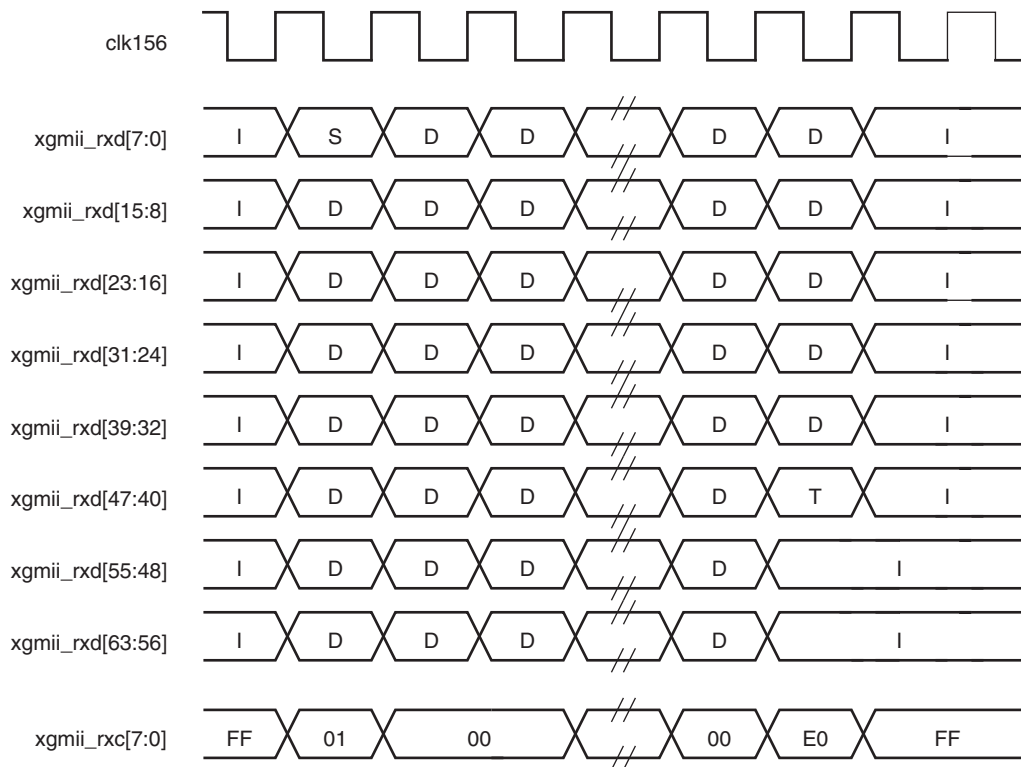 clk156
xgmii_rxd[7:0] I S D D D D I
xgmii_rxd[15:8] I D D D D D I
xgmii_rxd[23:16] I D D D D D I
xgmii_rxd[31:24] I D D D D D I
xgmii_rxd[39:32] I D D D D D I
xgmii_rxd[47:40] I D D D D T I
xgmii_rxd[55:48] I D D D D I
xgmii_rxd[63:56] I D D D D I
xgmii_rxc[7:0] FF 01 00 00 E0 FF